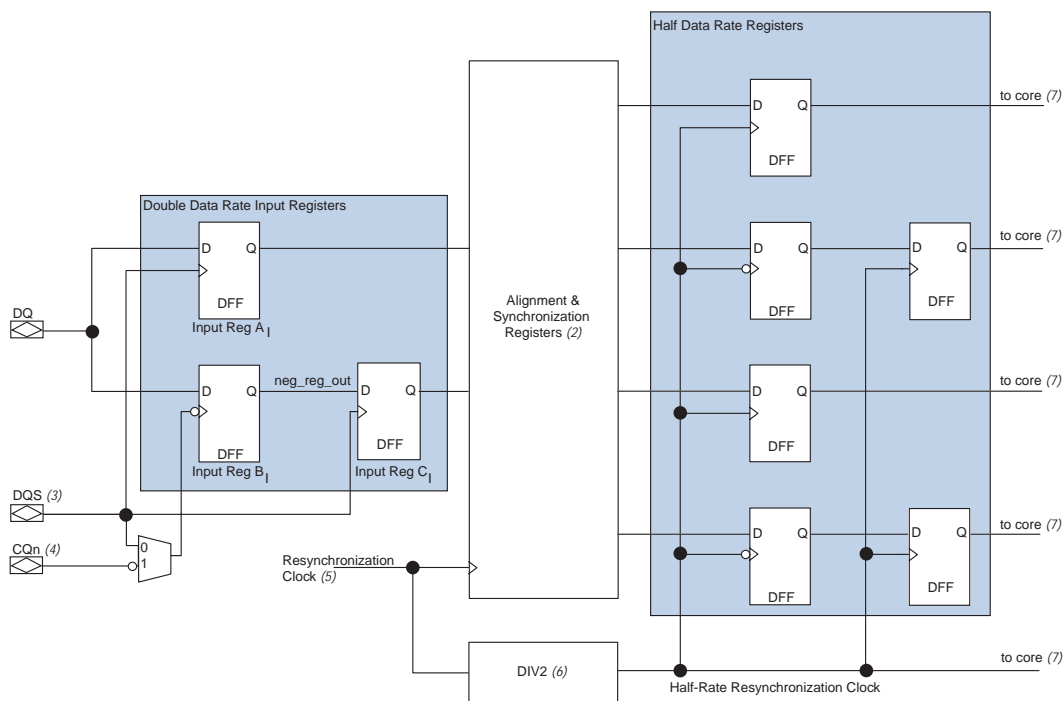 Half Data Rate Registers
to core (7)
D Q
DFF
Double Data Rate Input Registers
D Q
DFF
Input Reg A I
to core (7)
D Q
DFF
D Q
DFF
Alignment &
Synchronization
Registers (2)
DQ
neg_reg_out
D Q
DFF
Input Reg B I
D Q
DFF
Input Reg C I
to core (7)
D Q
DFF
DQS (3)
CQn (4)
0
1
to core (7)
D Q
DFF
D Q
DFF
Resynchronization
Clock (5)
DIV2 (6)
to core (7)
Half-Rate Resynchronization Clock